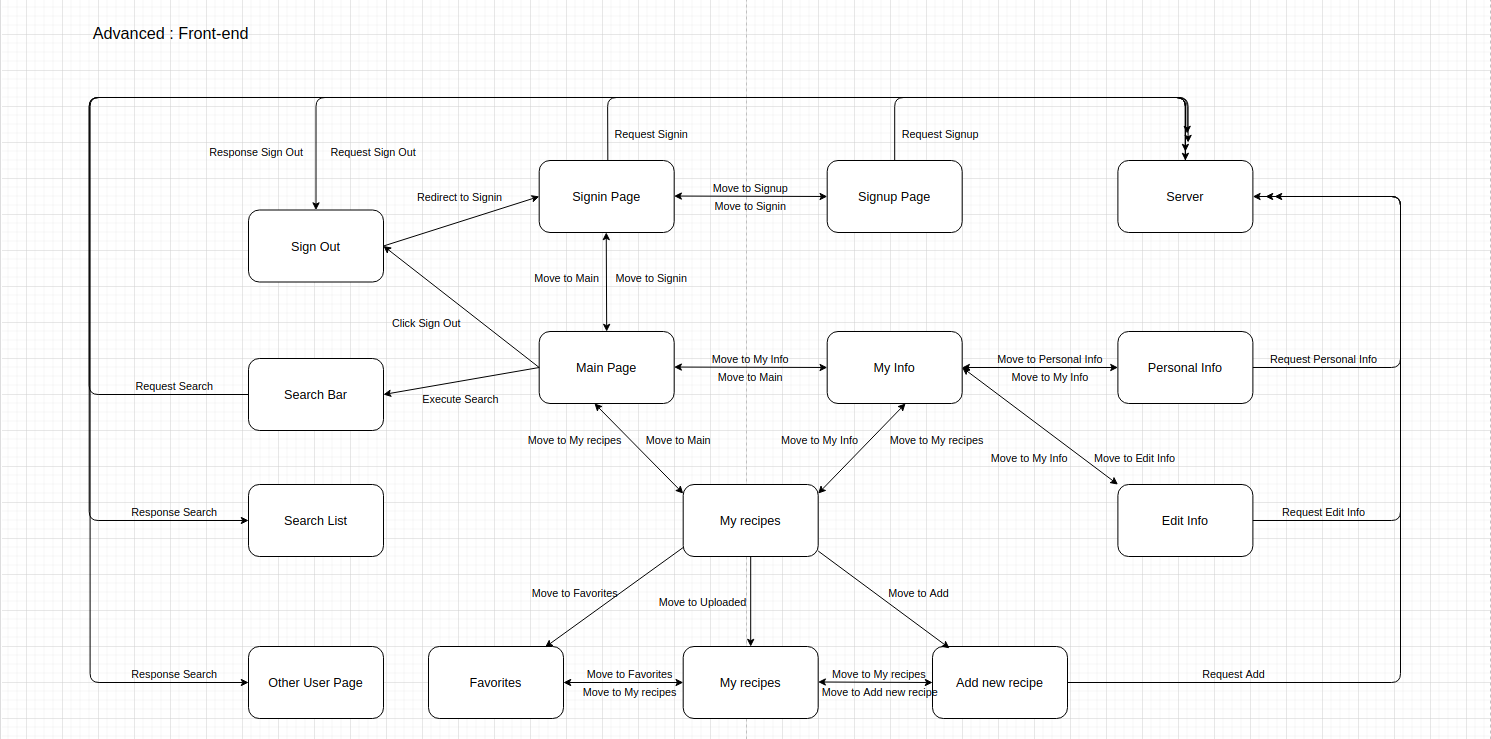 Advanced : Front-end
Request Signin
Request Signup
Response Sign Out
Request Sign Out
Move to Signup
Redirect to Signin
Signin Page
Signup Page
Server
Move to Signin
Sign Out
Move to Main
Move to Signin
Click Sign Out
Move to My Info
Move to Personal Info
Request Personal Info
Main Page
My Info
Personal Info
Move to Main
Move to My Info
Request Search
Search Bar
Execute Search
Move to My recipes
Move to Main
Move to My Info
Move to My recipes
Move to My Info
Move to Edit Info
Response Search
Request Edit Info
Search List
My recipes
Edit Info
Move to Favorites
Move to Add
Move to Uploaded
Response Search
Move to Favorites
Move to My recipes
Request Add
Other User Page
Favorites
My recipes
Add new recipe
Move to My recipes
Move to Add new recipe